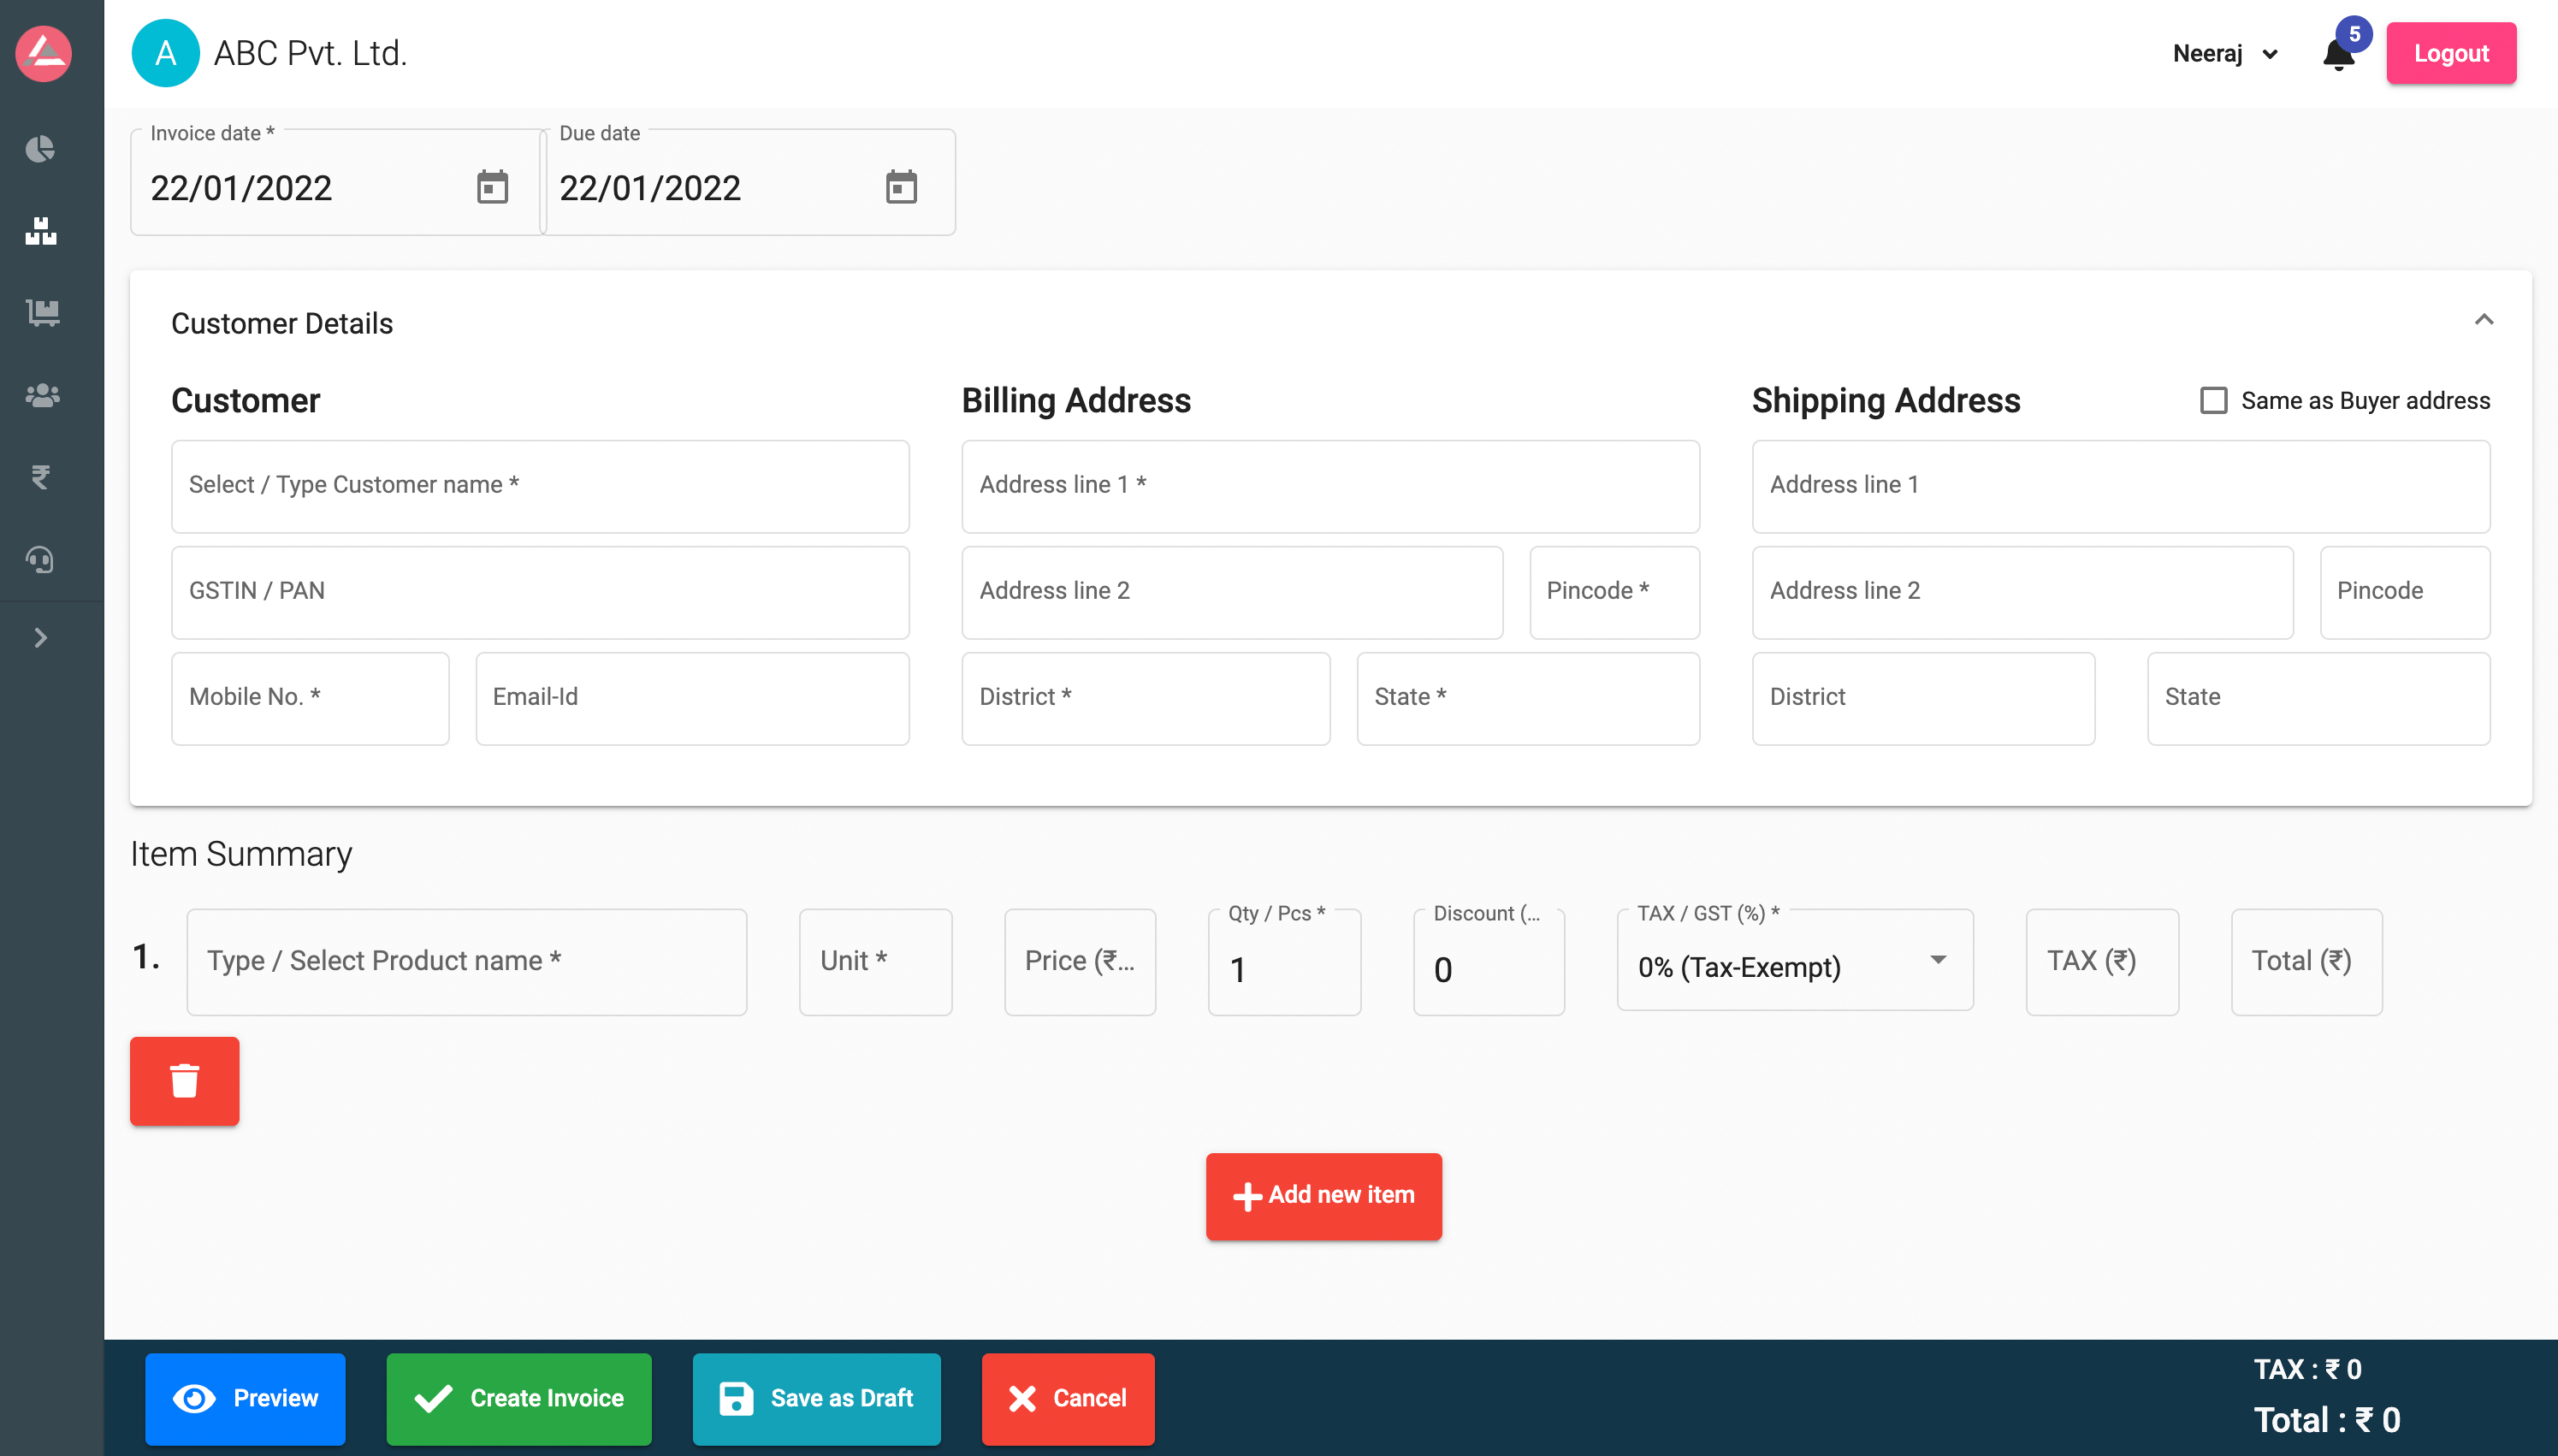 A ABC Pvt. Ltd.
Neeraj
5
Logout
Invoice date *
22/01/2022
Due date
22/01/2022
Customer Details
Customer
Select / Type Customer name *
GSTIN / PAN
Mobile No. *
Email-Id
Billing Address
Address line 1 *
Address line 2
Pincode *
District *
State *
Shipping Address
Same as Buyer address
Address line 1
Address line 2
Pincode
District
State
Item Summary
1.
Type / Select Product name *
Unit *
Price (₹...
Qty / Pcs *
1
Discount (...
0
TAX / GST (%) *
0% (Tax-Exempt)
TAX (₹)
Total (₹)
Add new item
Preview
Create Invoice
Save as Draft
Cancel
TAX : ₹ 0
Total : ₹ 0